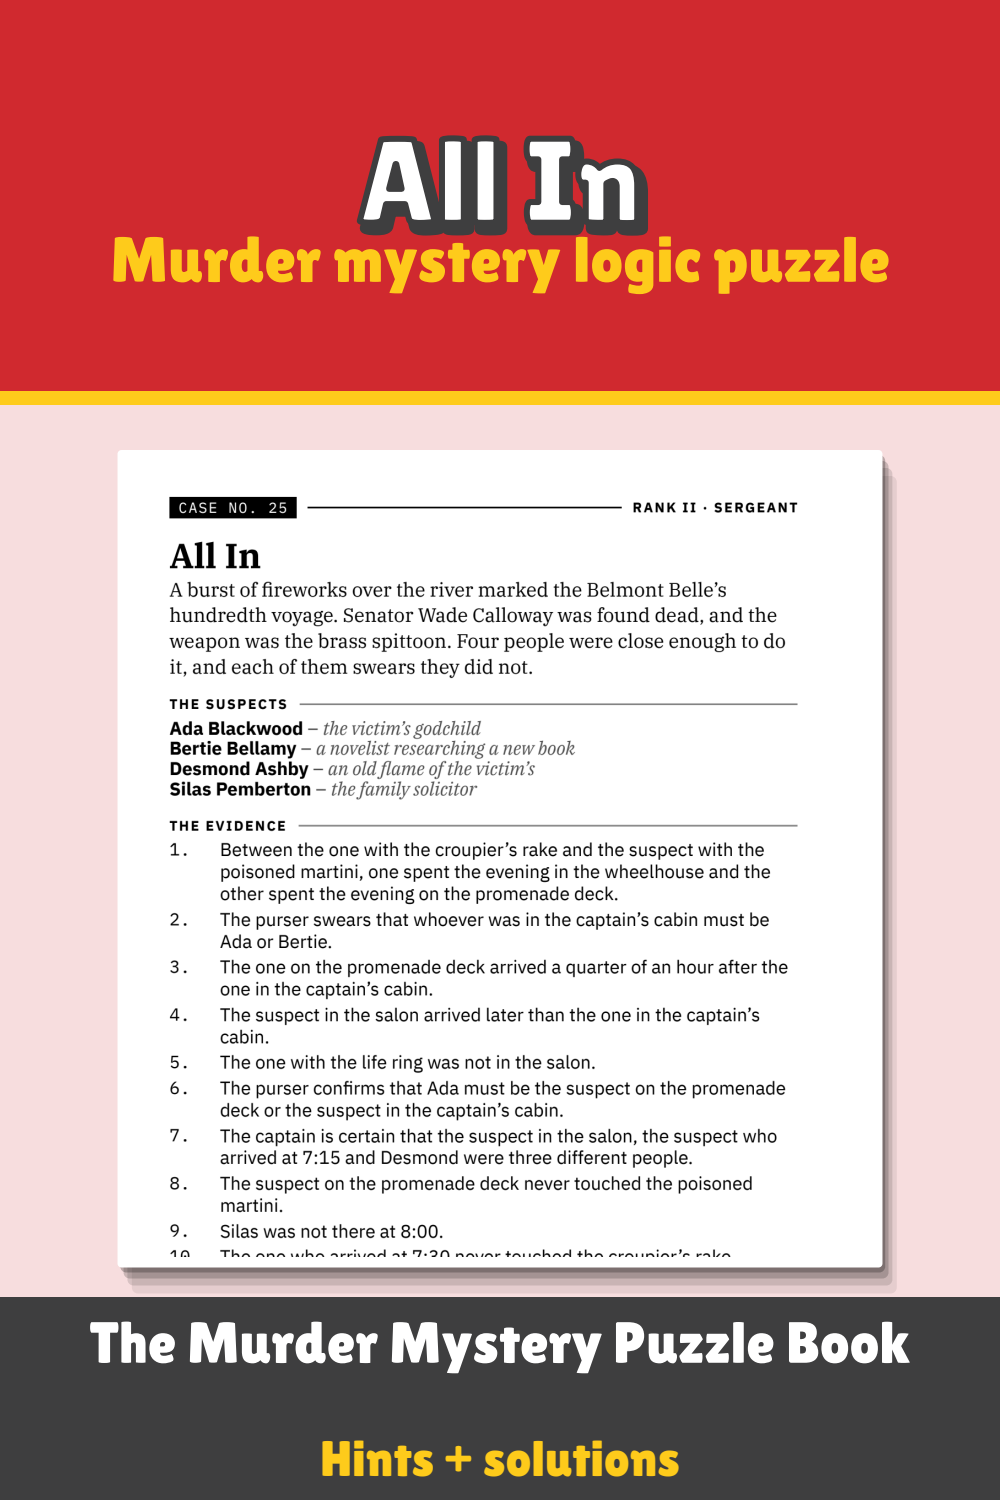 All In
Murder mystery logic puzzle
CASE NO. 25
RANK II · SERGEANT
All In
A burst of fireworks over the river marked the Belmont Belle’s
hundredth voyage. Senator Wade Calloway was found dead, and the
weapon was the brass spittoon. Four people were close enough to do
it, and each of them swears they did not.
THE SUSPECTS
Ada Blackwood – the victim’s godchild
Bertie Bellamy – a novelist researching a new book
Desmond Ashby – an old flame of the victim’s
Silas Pemberton – the family solicitor
THE EVIDENCE
1. Between the one with the croupier’s rake and the suspect with the
poisoned martini, one spent the evening in the wheelhouse and the
other spent the evening on the promenade deck.
2. The purser swears that whoever was in the captain’s cabin must be
Ada or Bertie.
3. The one on the promenade deck arrived a quarter of an hour after the
one in the captain’s cabin.
4. The suspect in the salon arrived later than the one in the captain’s
cabin.
5. The one with the life ring was not in the salon.
6. The purser confirms that Ada must be the suspect on the promenade
deck or the suspect in the captain’s cabin.
7. The captain is certain that the suspect in the salon, the suspect who
arrived at 7:15 and Desmond were three different people.
8. The suspect on the promenade deck never touched the poisoned
martini.
9. Silas was not there at 8:00.
10. The one who arrived at 7:30 never touched the croupier’s rake.
The Murder Mystery Puzzle Book
Hints + solutions